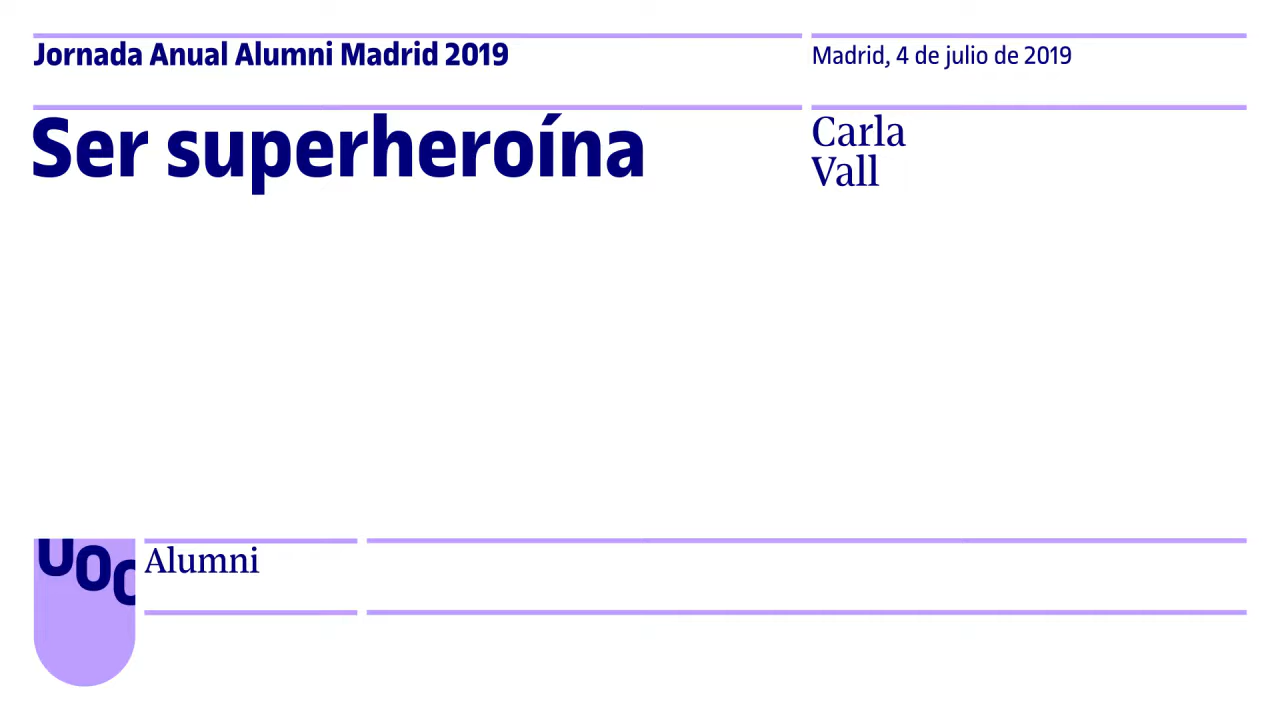 Jornada Anual Alumni Madrid 2019
Madrid, 4 de julio de 2019
Ser superheroína
Carla
Vall
UOC
Alumni